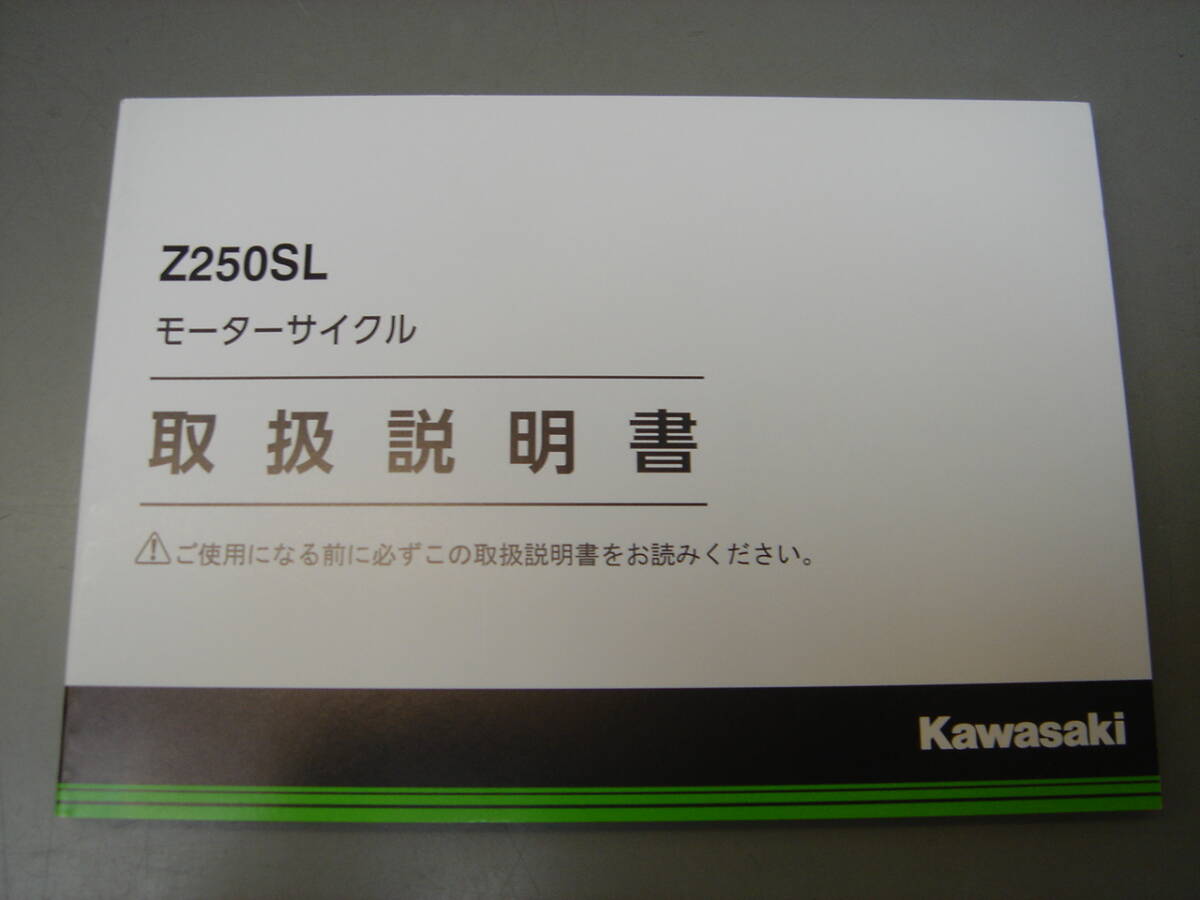 Z250SL
モーターサイクル
取扱説明書
⚠ご使用になる前に必ずこの取扱説明書をお読みください。
Kawasaki